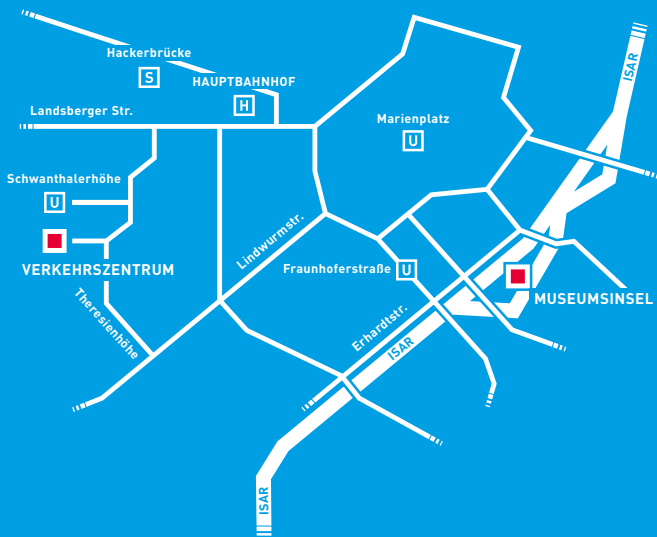 Hackerbrücke
S
HAUPTBAHNHOF
H
ISAR
Landsberger Str.
Marienplatz
U
Schwanthalerhöhe
U
Lindwurmstr.
VERKEHRSZENTRUM
Fraunhoferstraße
U
MUSEUMSINSEL
Theresienhöhe
Erhardtstr.
ISAR
ISAR